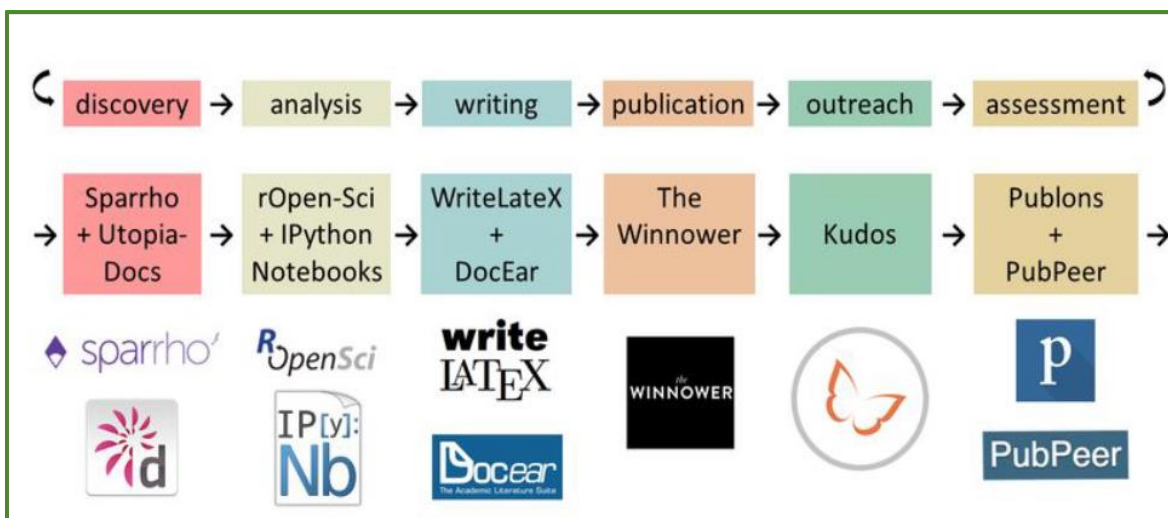 discovery
analysis
writing
publication
outreach
assessment
Sparrho
+ Utopia-
Docs
rOpen-Sci
+ IPython
Notebooks
WriteLateX
+
DocEar
The
Winnower
Kudos
Publons
+
PubPeer
sparrho
d
ROpenSci
IP[y]:
Nb
write
LATEX
Docear
The Academic Literature Suite
the
WINNOWER
p
PubPeer